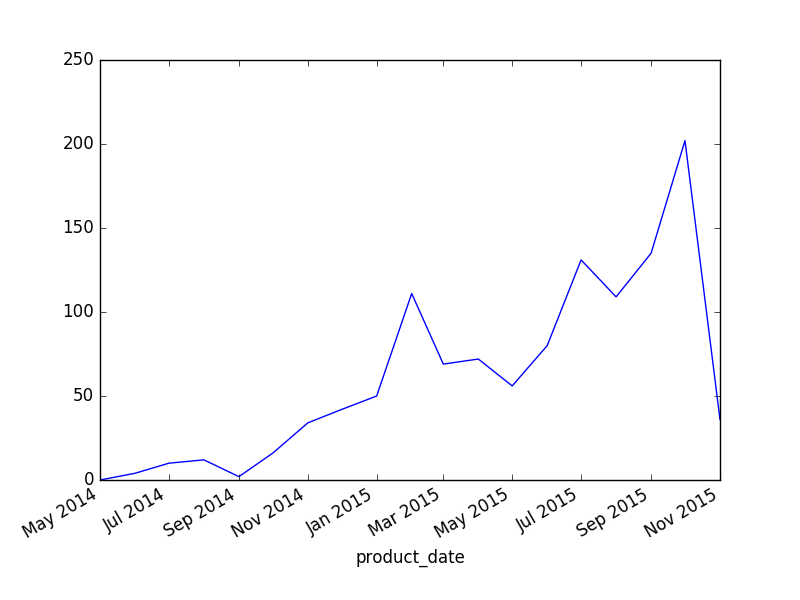 250
200
150
100
50
0
May 2014
Jul 2014
Sep 2014
Nov 2014
Jan 2015
Mar 2015
May 2015
Jul 2015
Sep 2015
Nov 2015
product_date